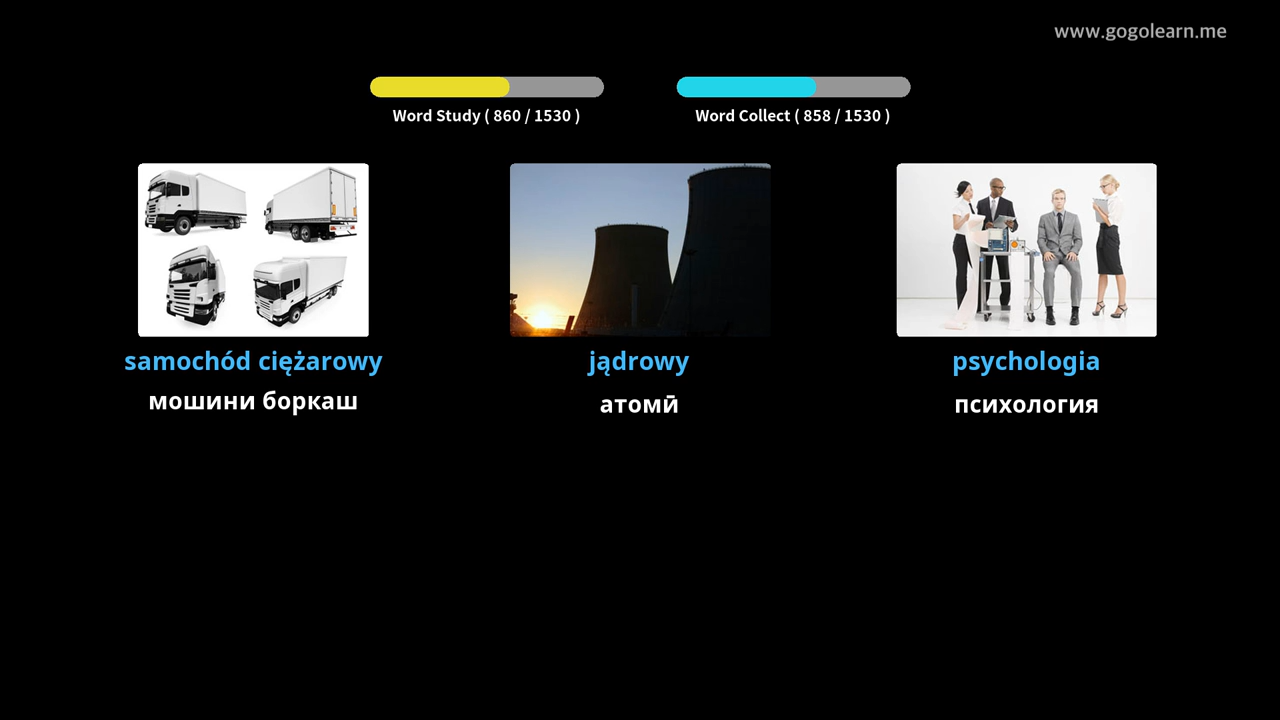 www.gogolearn.me
Word Study ( 860 / 1530 )
Word Collect ( 858 / 1530 )
samochód ciężarowy
jądrowy
psychologia
мошини боркаш
атомӣ
психология